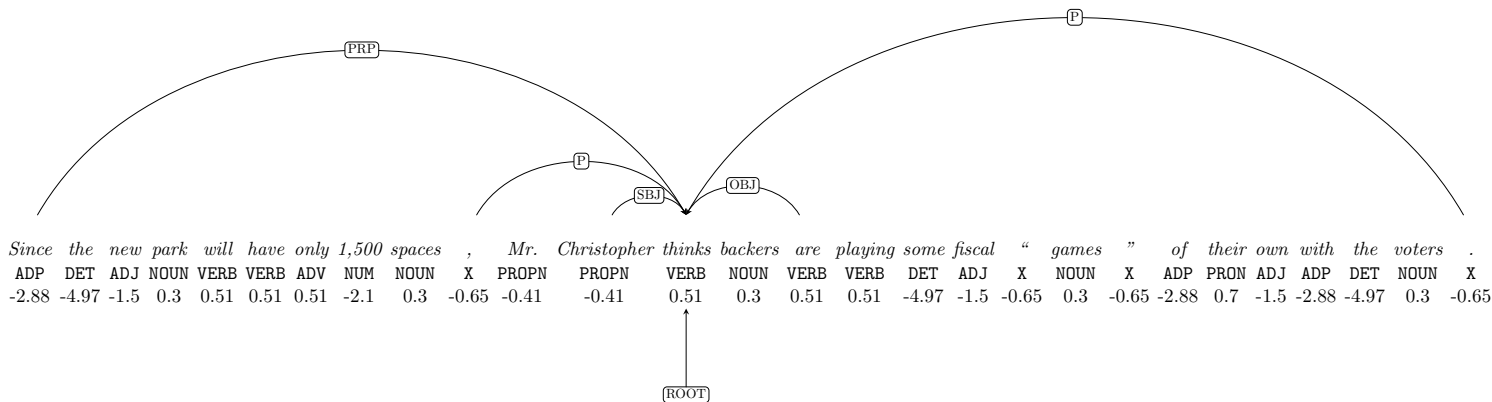 P
PRP
P
SBJ OBJ
Since the new park will have only 1,500 spaces , Mr. Christopher thinks backers are playing some fiscal “ games ” of their own with the voters .
ADP DET ADJ NOUN VERB VERB ADV NUM NOUN X PROPN PROPN VERB NOUN VERB VERB DET ADJ X NOUN X ADP PRON ADJ ADP DET NOUN X
-2.88 -4.97 -1.5 0.3 0.51 0.51 0.51 -2.1 0.3 -0.65 -0.41 -0.41 0.51 0.3 0.51 0.51 -4.97 -1.5 -0.65 0.3 -0.65 -2.88 0.7 -1.5 -2.88 -4.97 0.3 -0.65
ROOT